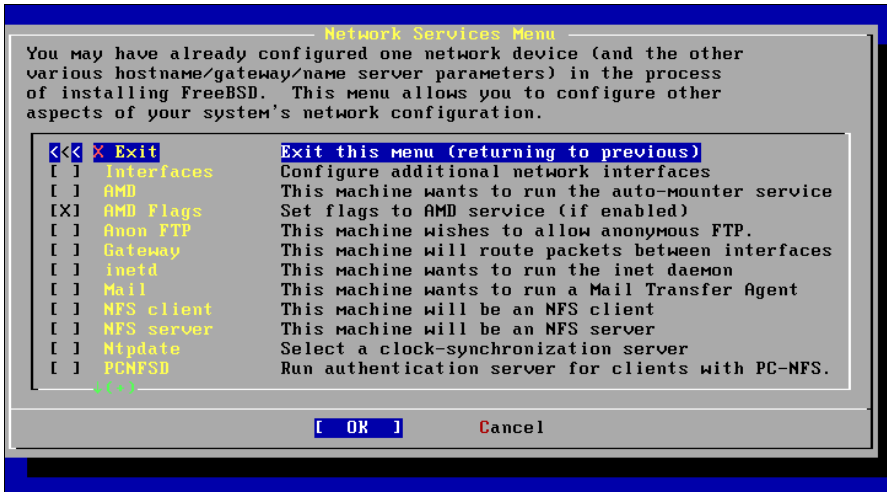 Network Services Menu
You may have already configured one network device (and the other
various hostname/gateway/name server parameters) in the process
of installing FreeBSD.  This menu allows you to configure other
aspects of your system's network configuration.
<<< X Exit Exit this menu (returning to previous)
[ ] Interfaces Configure additional network interfaces
[ ] AMD This machine wants to run the auto-mounter service
[X] AMD Flags Set flags to AMD service (if enabled)
[ ] Anon FTP This machine wishes to allow anonymous FTP.
[ ] Gateway This machine will route packets between interfaces
[ ] inetd This machine wants to run the inet daemon
[ ] Mail This machine wants to run a Mail Transfer Agent
[ ] NFS client This machine will be an NFS client
[ ] NFS server This machine will be an NFS server
[ ] Ntpdate Select a clock-synchronization server
[ ] PCNFSD Run authentication server for clients with PC-NFS.
↓(+)
[ OK ] Cancel